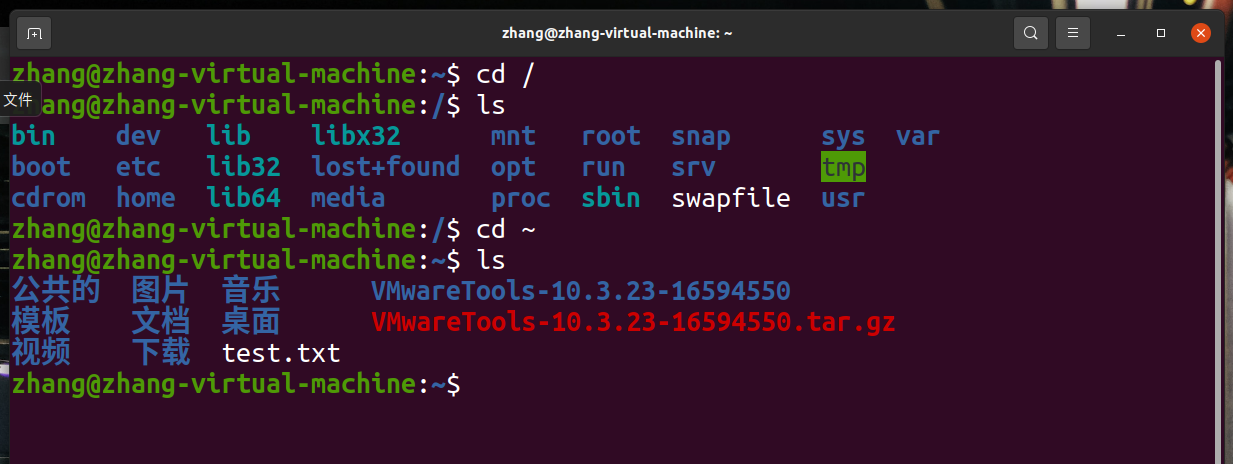 zhang@zhang-virtual-machine: ~
zhang@zhang-virtual-machine:~$ cd /
文件
zhang@zhang-virtual-machine:/$ ls
bin dev lib libx32 mnt root snap sys var
boot etc lib32 lost+found opt run srv tmp
cdrom home lib64 media proc sbin swapfile usr
zhang@zhang-virtual-machine:/$ cd ~
zhang@zhang-virtual-machine:~$ ls
公共的 图片 音乐 VMwareTools-10.3.23-16594550
模板 文档 桌面 VMwareTools-10.3.23-16594550.tar.gz
视频 下载 test.txt
zhang@zhang-virtual-machine:~$